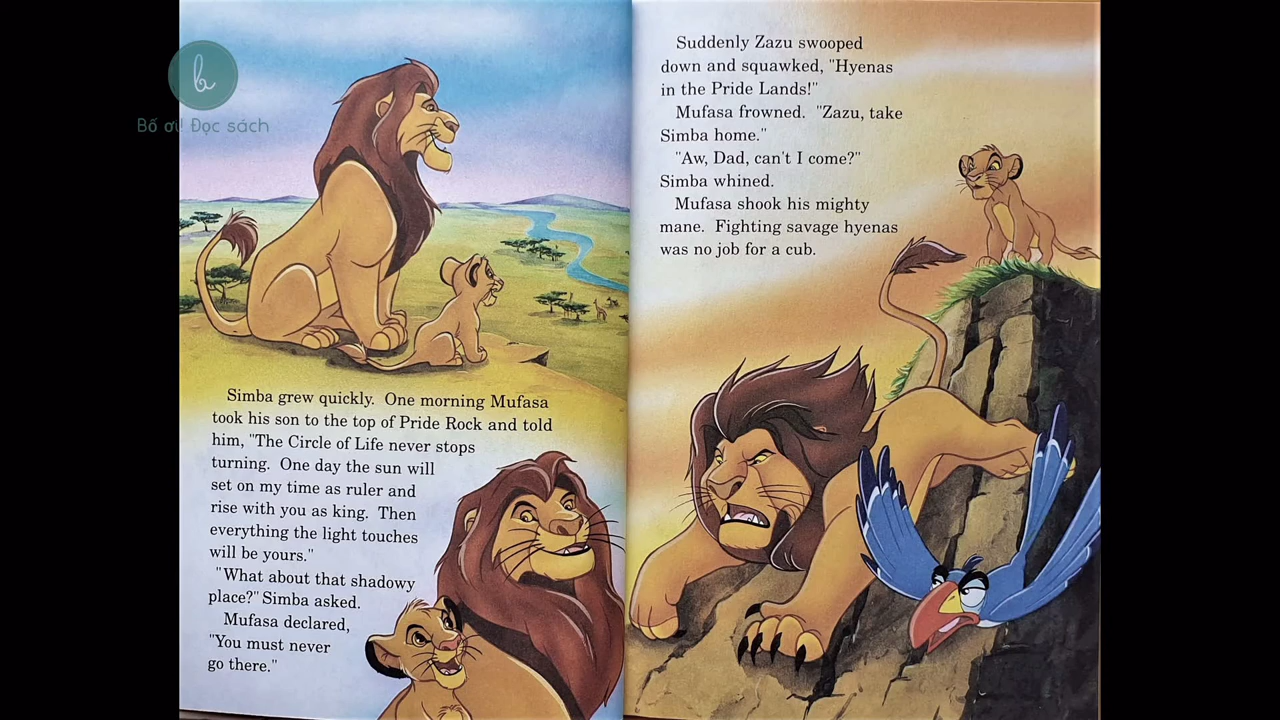 b
Bố ơi! Đọc sách
Simba grew quickly. One morning Mufasa
took his son to the top of Pride Rock and told
him, "The Circle of Life never stops
turning. One day the sun will
set on my time as ruler and
rise with you as king. Then
everything the light touches
will be yours."
"What about that shadowy
place?" Simba asked.
Mufasa declared,
"You must never
go there."
Suddenly Zazu swooped
down and squawked, "Hyenas
in the Pride Lands!"
Mufasa frowned. "Zazu, take
Simba home."
"Aw, Dad, can't I come?"
Simba whined.
Mufasa shook his mighty
mane. Fighting savage hyenas
was no job for a cub.